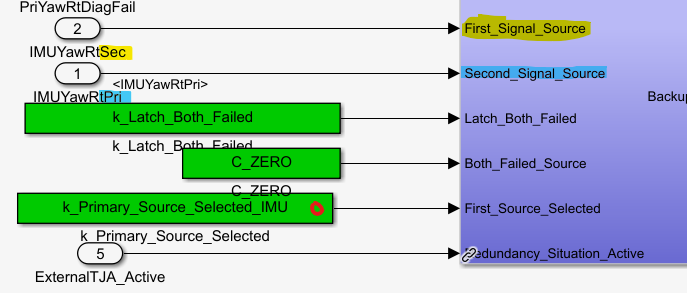 PriYawRtDiagFail
2
First_Signal_Source
IMUYawRtSec
1
Second_Signal_Source
<IMUYawRtPri>
IMUYawRtPri
Backup
k_Latch_Both_Failed
Latch_Both_Failed
k_Latch_Both_Failed
C_ZERO
Both_Failed_Source
C_ZERO
k_Primary_Source_Selected_IMU
First_Source_Selected
k_Primary_Source_Selected
5
Redundancy_Situation_Active
ExternalTJA_Active